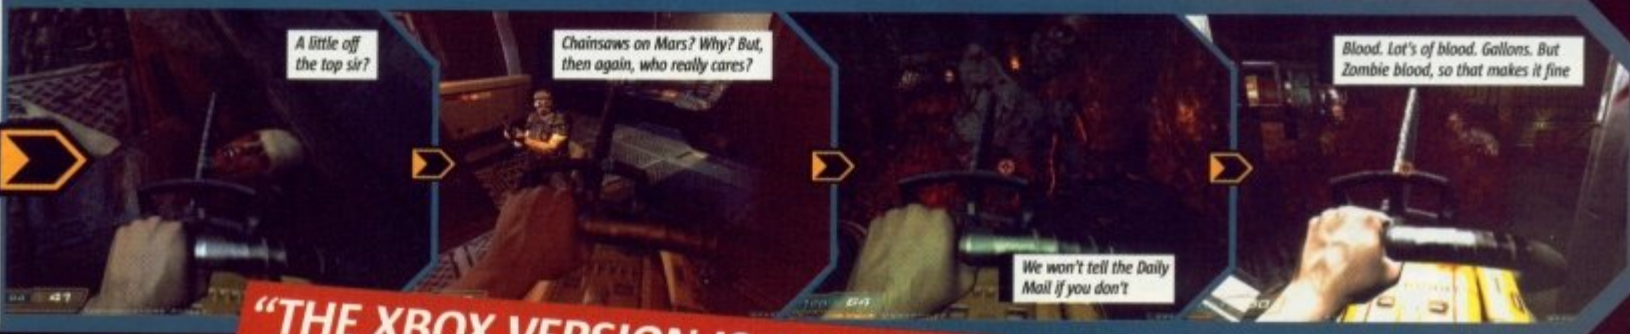 A little off
the top sir?
Chainsaws on Mars? Why? But,
then again, who really cares?
We won't tell the Daily
Mail if you don't
Blood. Lot's of blood. Gallons. But
Zombie blood, so that makes it fine
47
64
"THE XBOX VERSION